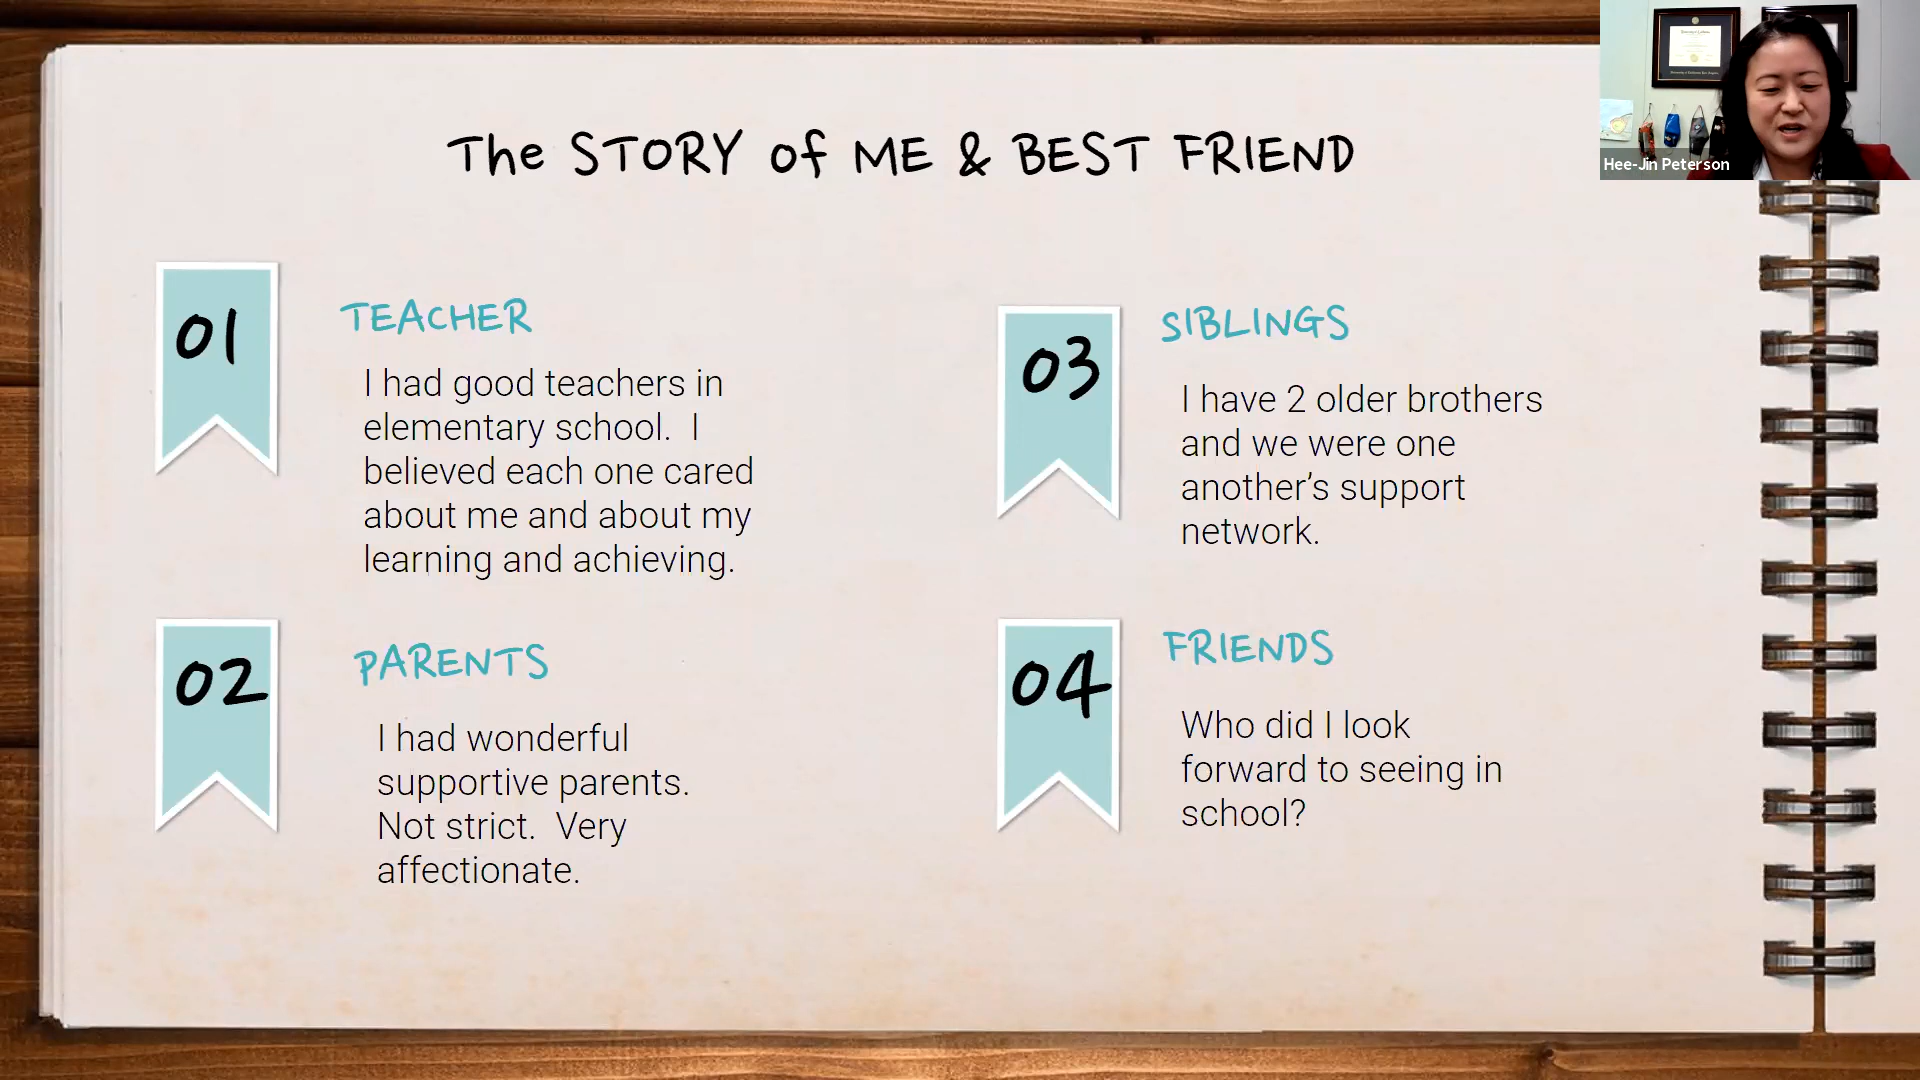 The STORY of ME & BEST FRIEND
01
TEACHER
I had good teachers in
elementary school.  I
believed each one cared
about me and about my
learning and achieving.
02
PARENTS
I had wonderful
supportive parents.
Not strict.  Very
affectionate.
03
SIBLINGS
I have 2 older brothers
and we were one
another’s support
network.
04
FRIENDS
Who did I look
forward to seeing in
school?
Hee-Jin Peterson